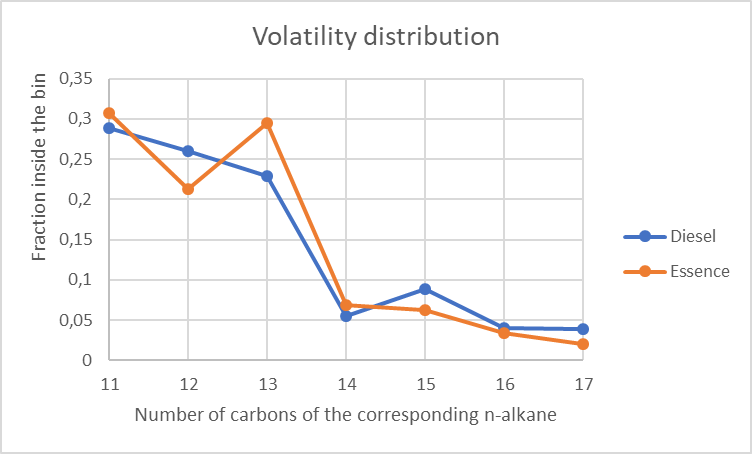 Volatility distribution
Fraction inside the bin
0,35
0,3
0,25
0,2
0,15
0,1
0,05
0
11 12 13 14 15 16 17
Number of carbons of the corresponding n-alkane
Diesel
Essence